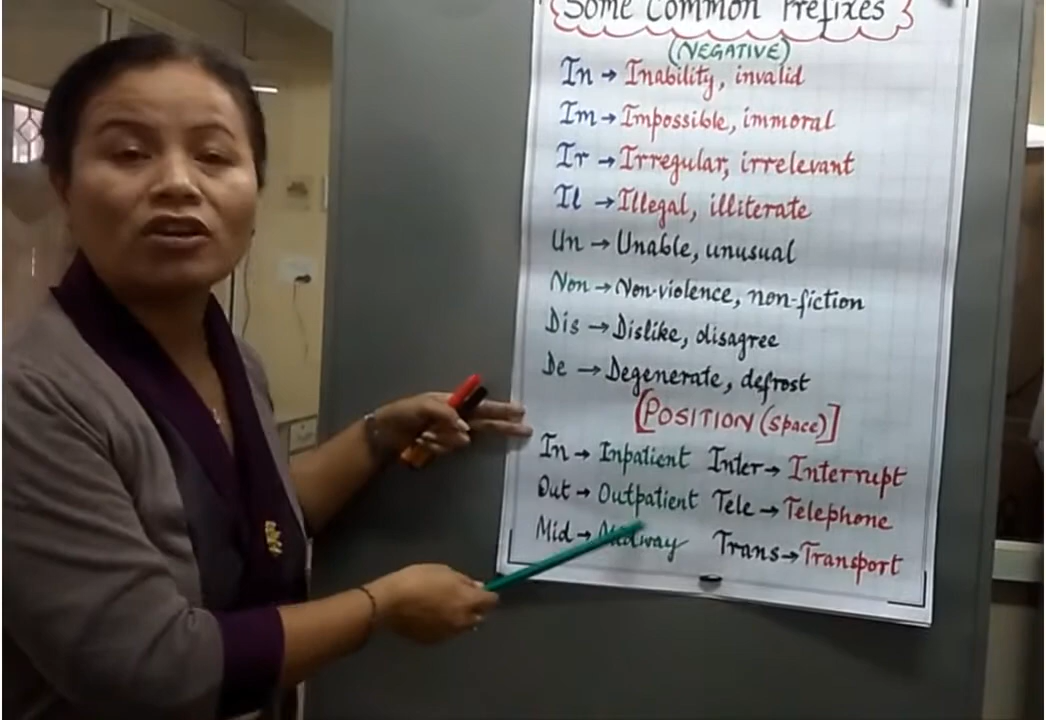 Some Common Prefixes
(NEGATIVE)
In → Inability, invalid
Im → Impossible, immoral
Ir → Irregular, irrelevant
Il → Illegal, illiterate
Un → Unable, unusual
Non → Non-violence, non-fiction
Dis → Dislike, disagree
De → Degenerate, defrost
[POSITION (space)]
In → Inpatient Inter → Interrupt
Out → Outpatient Tele → Telephone
Mid → Midway Trans → Transport